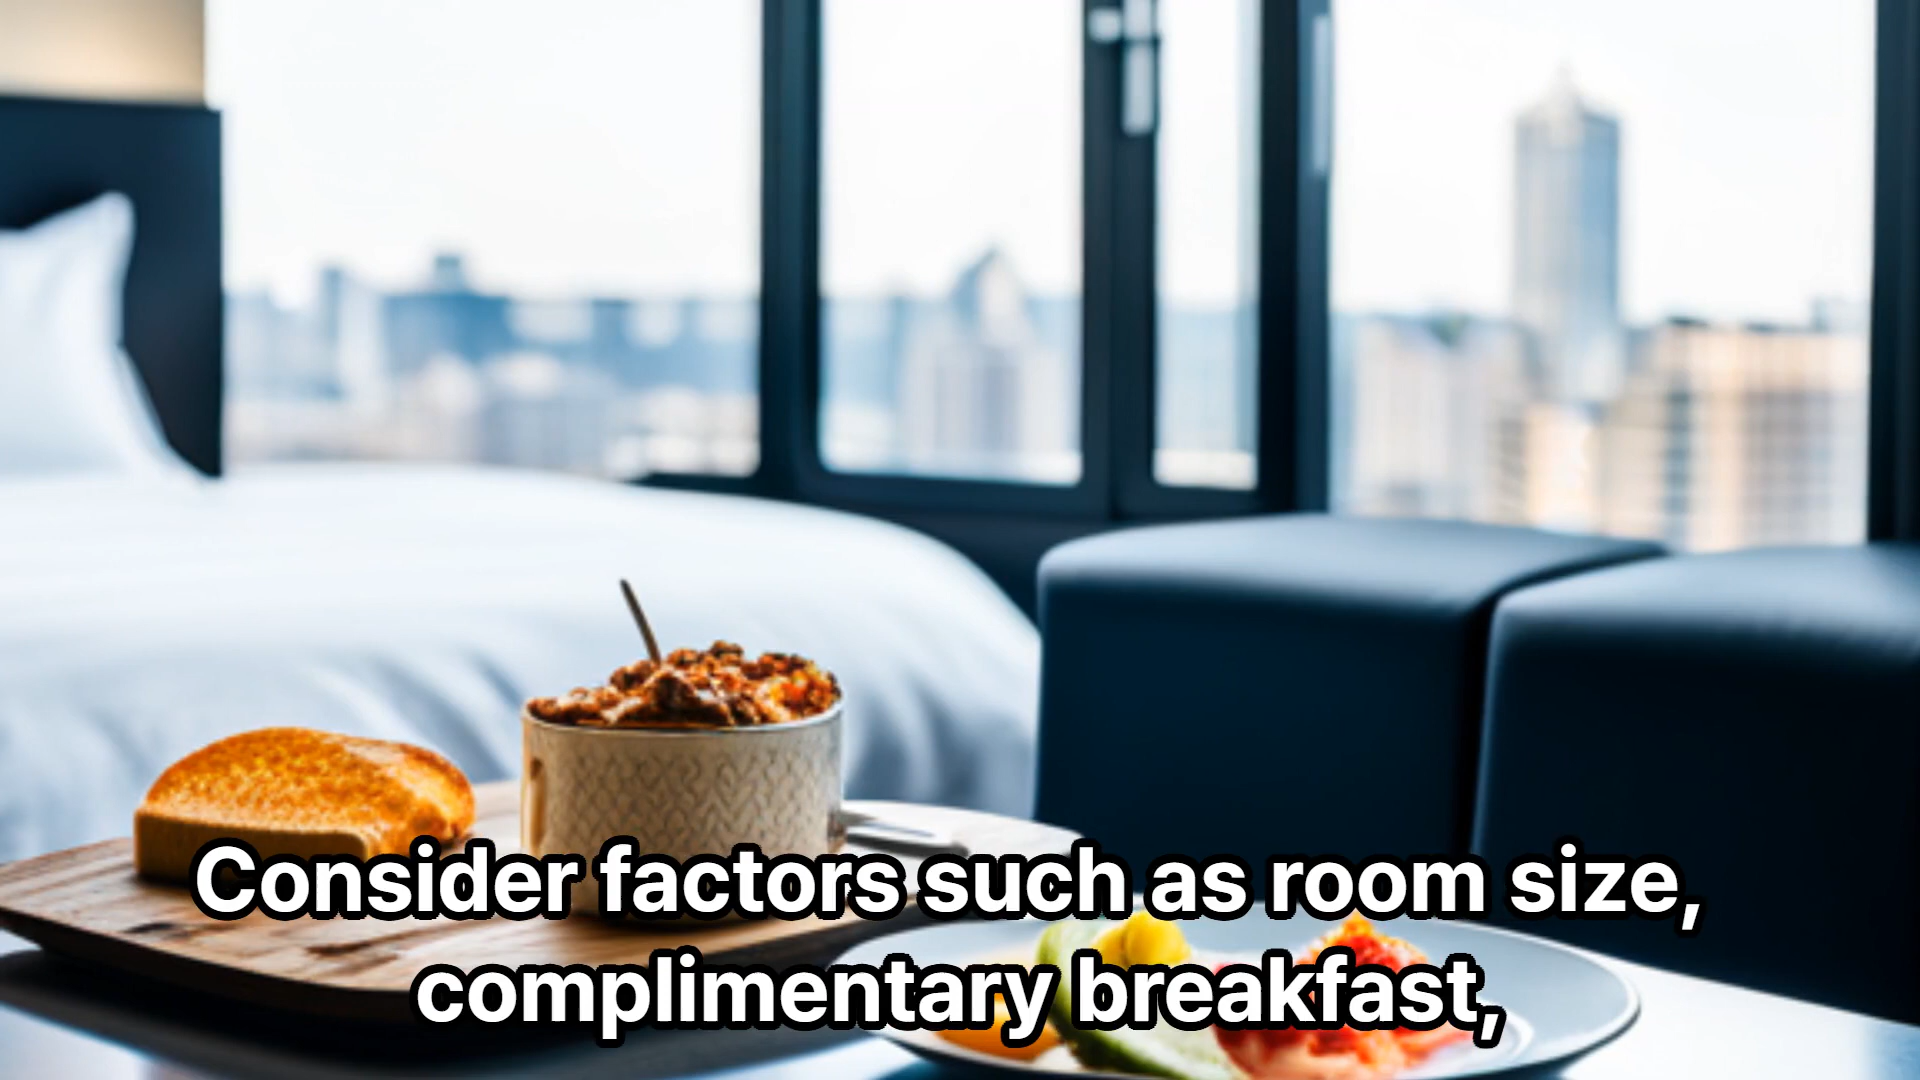 Consider factors such as room size,
complimentary breakfast,